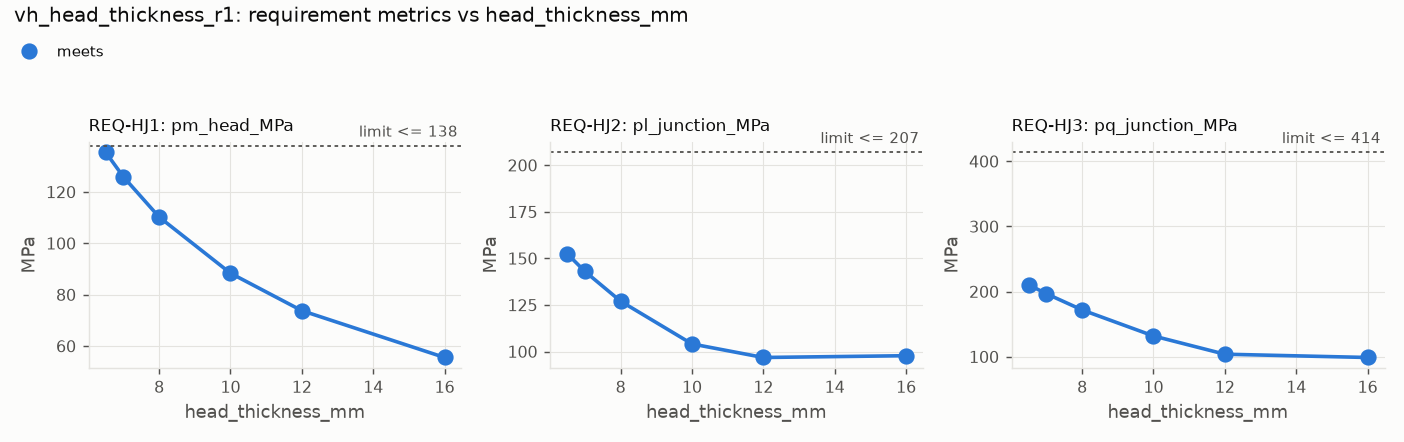 vh_head_thickness_r1: requirement metrics vs head_thickness_mm
meets
REQ-HJ1: pm_head_MPa
limit <= 138
120
100
80
60
MPa
8 10 12 14 16
head_thickness_mm
REQ-HJ2: pl_junction_MPa
limit <= 207
200
175
150
125
100
MPa
8 10 12 14 16
head_thickness_mm
REQ-HJ3: pq_junction_MPa
limit <= 414
400
300
200
100
MPa
8 10 12 14 16
head_thickness_mm